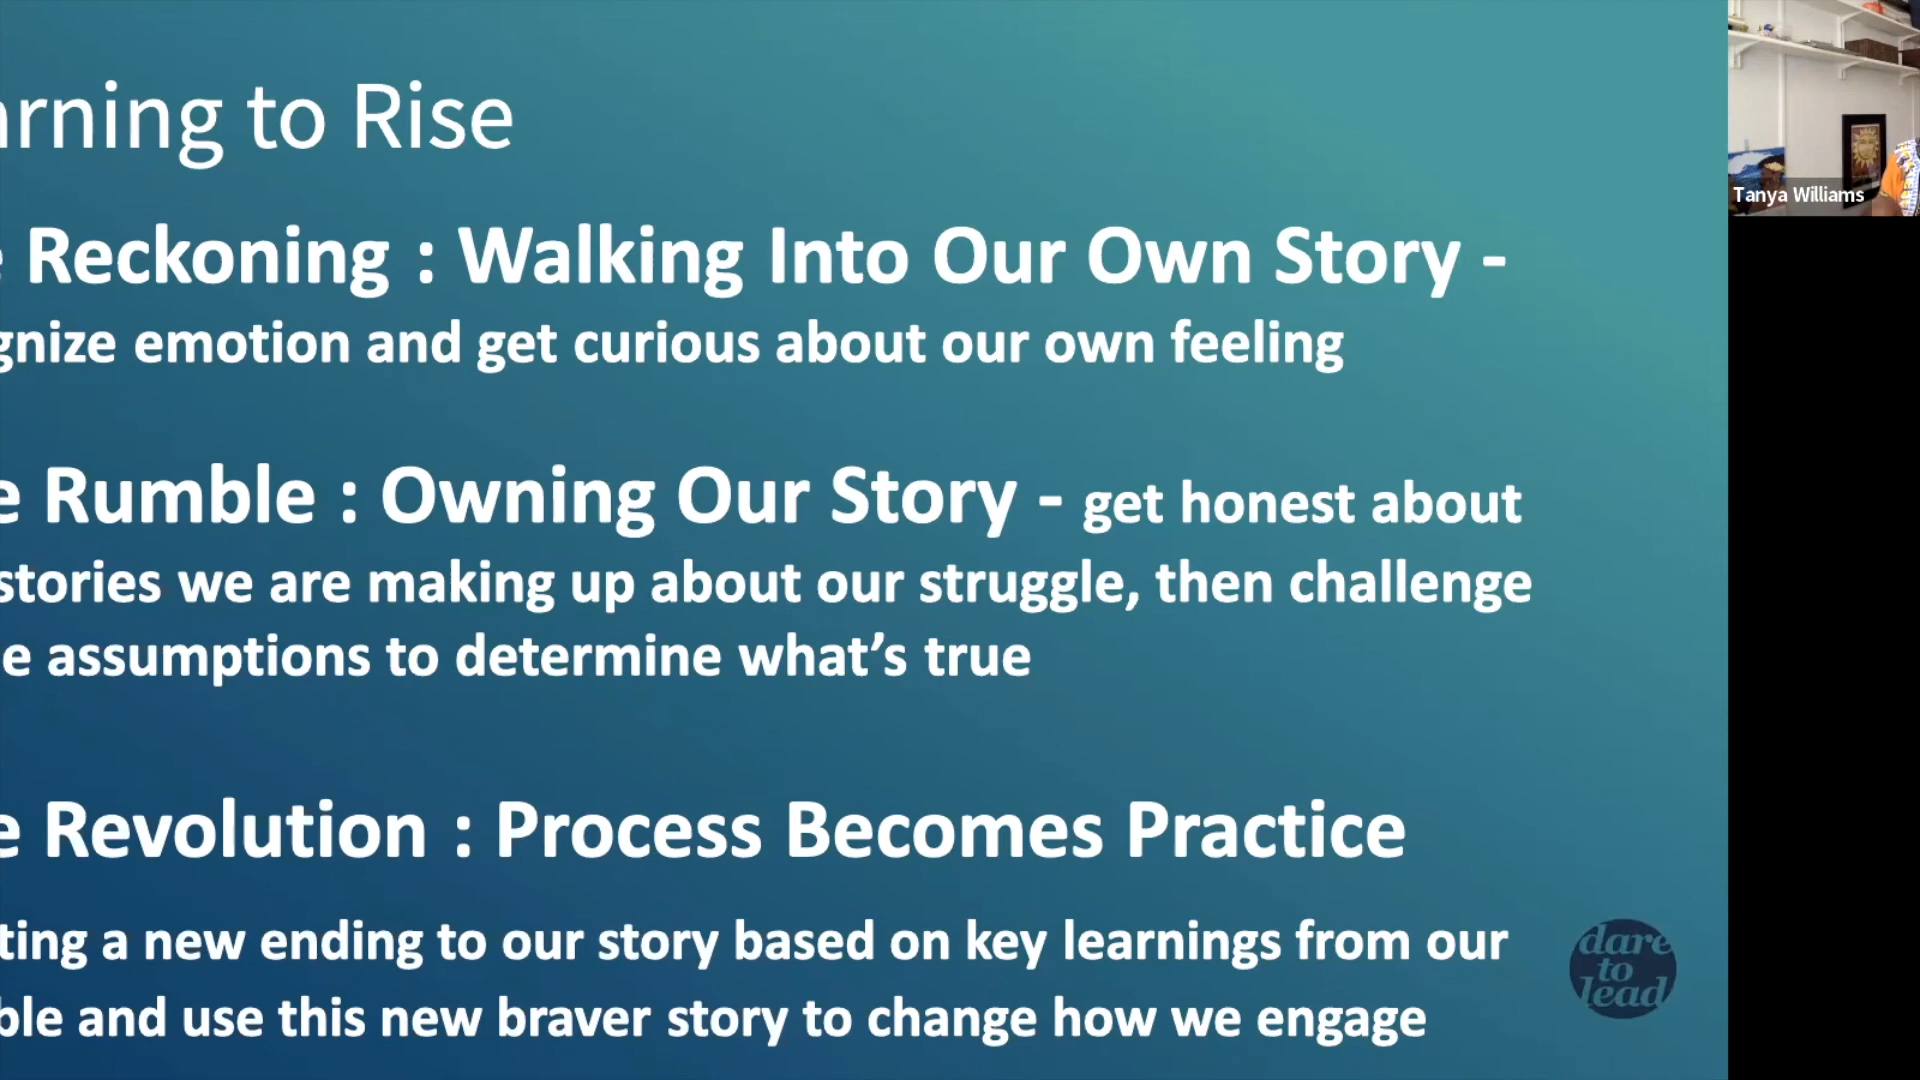 arning to Rise
e Reckoning : Walking Into Our Own Story -
gnize emotion and get curious about our own feeling
e Rumble : Owning Our Story - get honest about
stories we are making up about our struggle, then challenge
e assumptions to determine what's true
e Revolution : Process Becomes Practice
ting a new ending to our story based on key learnings from our
ble and use this new braver story to change how we engage
dare
to
lead
Tanya Williams